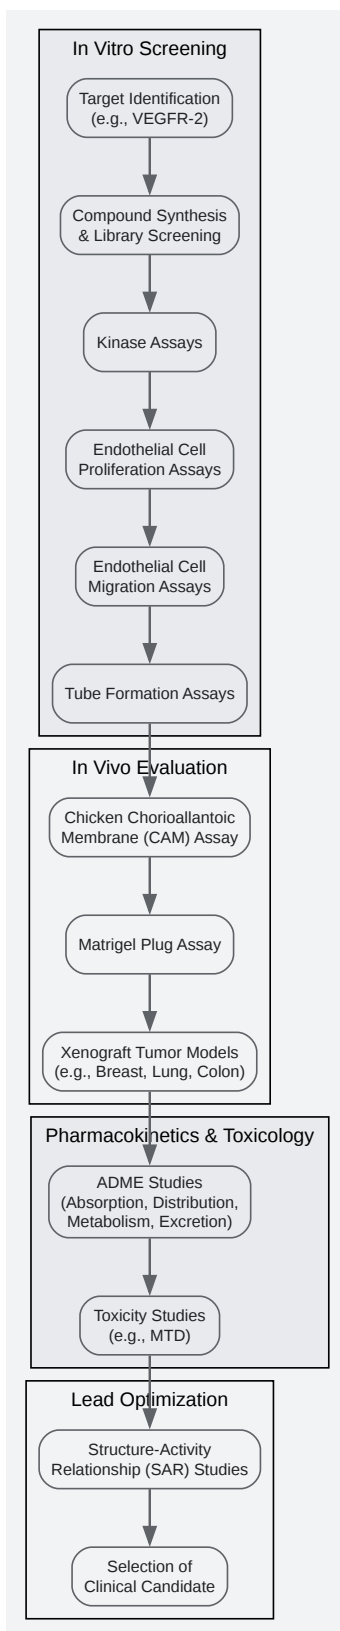 In Vitro Screening
Target Identification
(e.g., VEGFR-2)
Compound Synthesis
& Library Screening
Kinase Assays
Endothelial Cell
Proliferation Assays
Endothelial Cell
Migration Assays
Tube Formation Assays
In Vivo Evaluation
Chicken Chorioallantoic
Membrane (CAM) Assay
Matrigel Plug Assay
Xenograft Tumor Models
(e.g., Breast, Lung, Colon)
Pharmacokinetics & Toxicology
ADME Studies
(Absorption, Distribution,
Metabolism, Excretion)
Toxicity Studies
(e.g., MTD)
Lead Optimization
Structure-Activity
Relationship (SAR) Studies
Selection of
Clinical Candidate